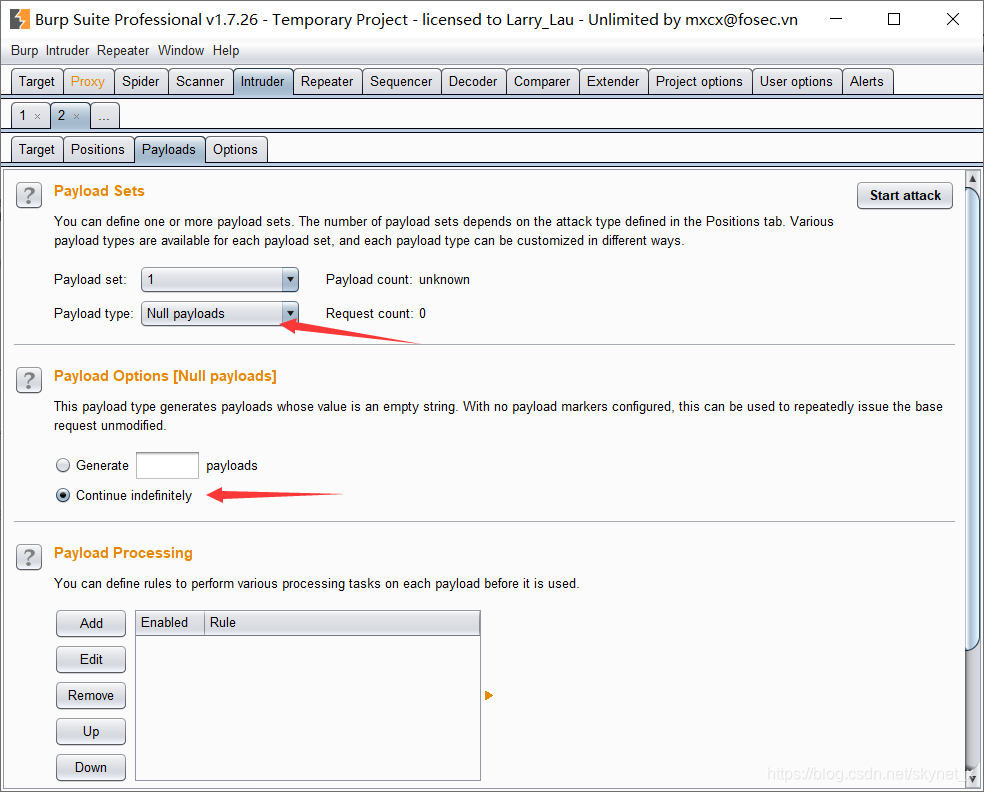 Burp Suite Professional v1.7.26 - Temporary Project - licensed to Larry_Lau - Unlimited by mxcx@fosec.vn
Burp Intruder Repeater Window Help
Target Proxy Spider Scanner Intruder Repeater Sequencer Decoder Comparer Extender Project options User options Alerts
1 × 2 × ...
Target Positions Payloads Options
? Payload Sets Start attack
You can define one or more payload sets. The number of payload sets depends on the attack type defined in the Positions tab. Various
payload types are available for each payload set, and each payload type can be customized in different ways.
Payload set: 1 Payload count: unknown
Payload type: Null payloads Request count: 0
? Payload Options [Null payloads]
This payload type generates payloads whose value is an empty string. With no payload markers configured, this can be used to repeatedly issue the base
request unmodified.
Generate payloads
Continue indefinitely
? Payload Processing
You can define rules to perform various processing tasks on each payload before it is used.
Add Enabled Rule
Edit
Remove
Up
Down
https://blog.csdn.net/skynet_